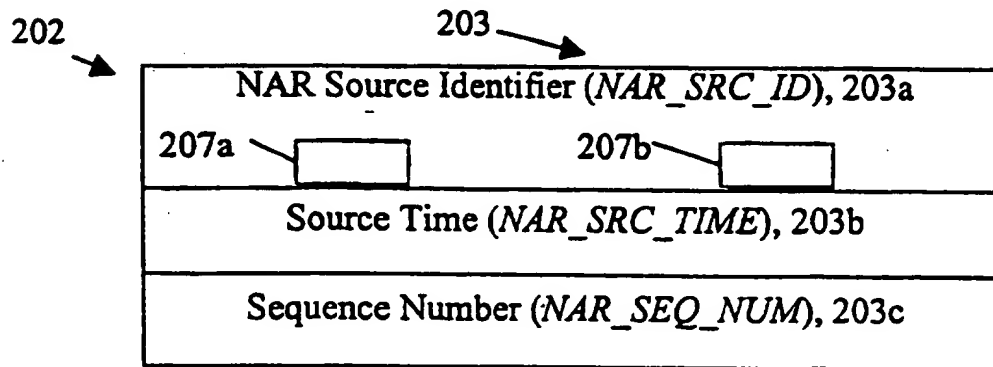 202
203
NAR Source Identifier (NAR_SRC_ID), 203a
207a
207b
Source Time (NAR_SRC_TIME), 203b
Sequence Number (NAR_SEQ_NUM), 203c